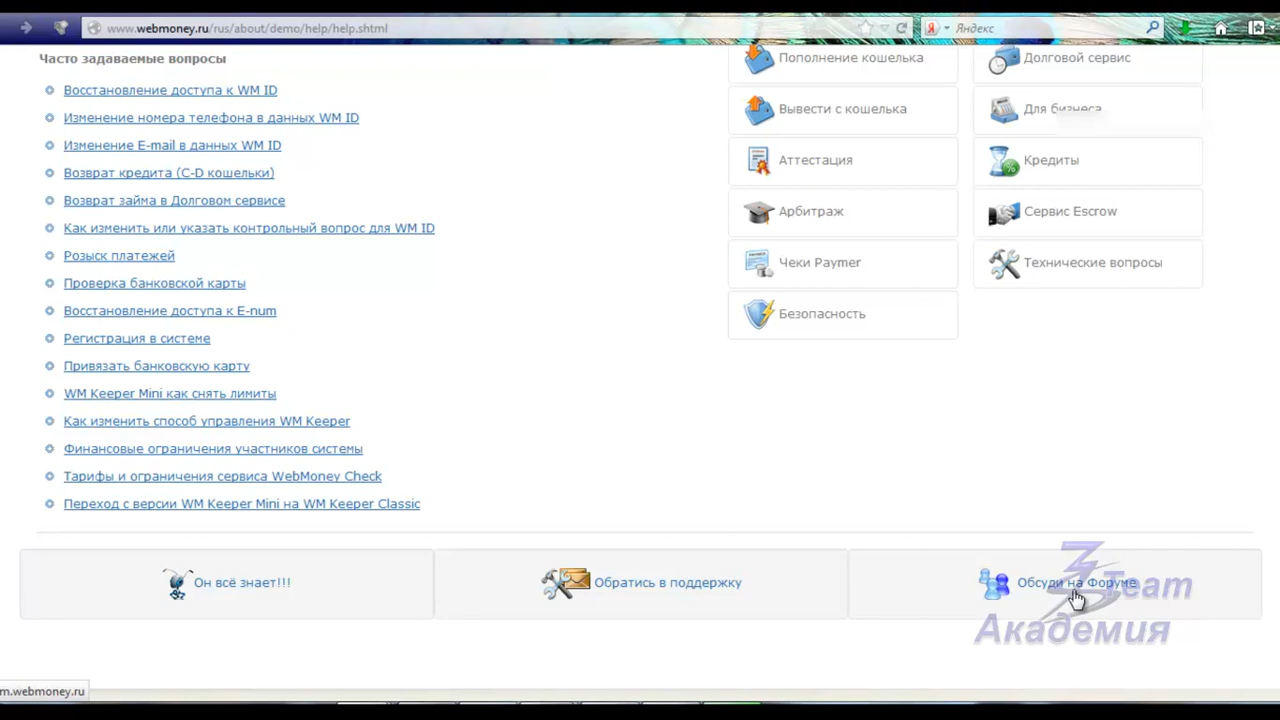 www.webmoney.ru/rus/about/demo/help/help.shtml
Яндекс
Часто задаваемые вопросы
Восстановление доступа к WM ID
Изменение номера телефона в данных WM ID
Изменение E-mail в данных WM ID
Возврат кредита (C-D кошельки)
Возврат займа в Долговом сервисе
Как изменить или указать контрольный вопрос для WM ID
Розыск платежей
Проверка банковской карты
Восстановление доступа к E-num
Регистрация в системе
Привязать банковскую карту
WM Keeper Mini как снять лимиты
Как изменить способ управления WM Keeper
Финансовые ограничения участников системы
Тарифы и ограничения сервиса WebMoney Check
Переход с версии WM Keeper Mini на WM Keeper Classic
Пополнение кошелька
Долговой сервис
Вывести с кошелька
Для бизнеса
Аттестация
Кредиты
Арбитраж
Сервис Escrow
Чеки Paymer
Технические вопросы
Безопасность
Он всё знает!!!
Обратись в поддержку
Обсуди на Форуме
3 Team
Академия
m.webmoney.ru